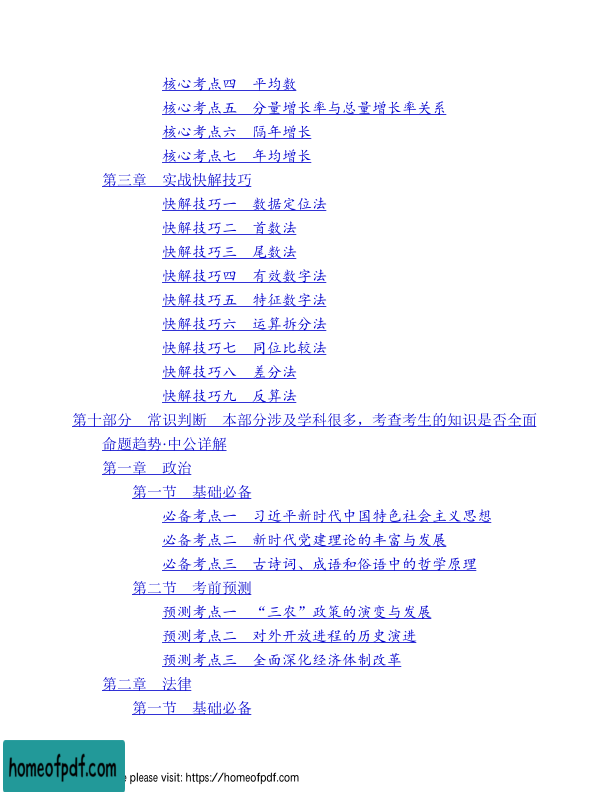 核心考点四　平均数
核心考点五　分量增长率与总量增长率关系
核心考点六　隔年增长
核心考点七　年均增长
第三章　实战快解技巧
快解技巧一　数据定位法
快解技巧二　首数法
快解技巧三　尾数法
快解技巧四　有效数字法
快解技巧五　特征数字法
快解技巧六　运算拆分法
快解技巧七　同位比较法
快解技巧八　差分法
快解技巧九　反算法
第十部分　常识判断　本部分涉及学科很多，考查考生的知识是否全面
命题趋势·中公详解
第一章　政治
第一节　基础必备
必备考点一　习近平新时代中国特色社会主义思想
必备考点二　新时代党建理论的丰富与发展
必备考点三　古诗词、成语和俗语中的哲学原理
第二节　考前预测
预测考点一　“三农”政策的演变与发展
预测考点二　对外开放进程的历史演进
预测考点三　全面深化经济体制改革
第二章　法律
第一节　基础必备
homeofpdf.com
please visit: https://homeofpdf.com